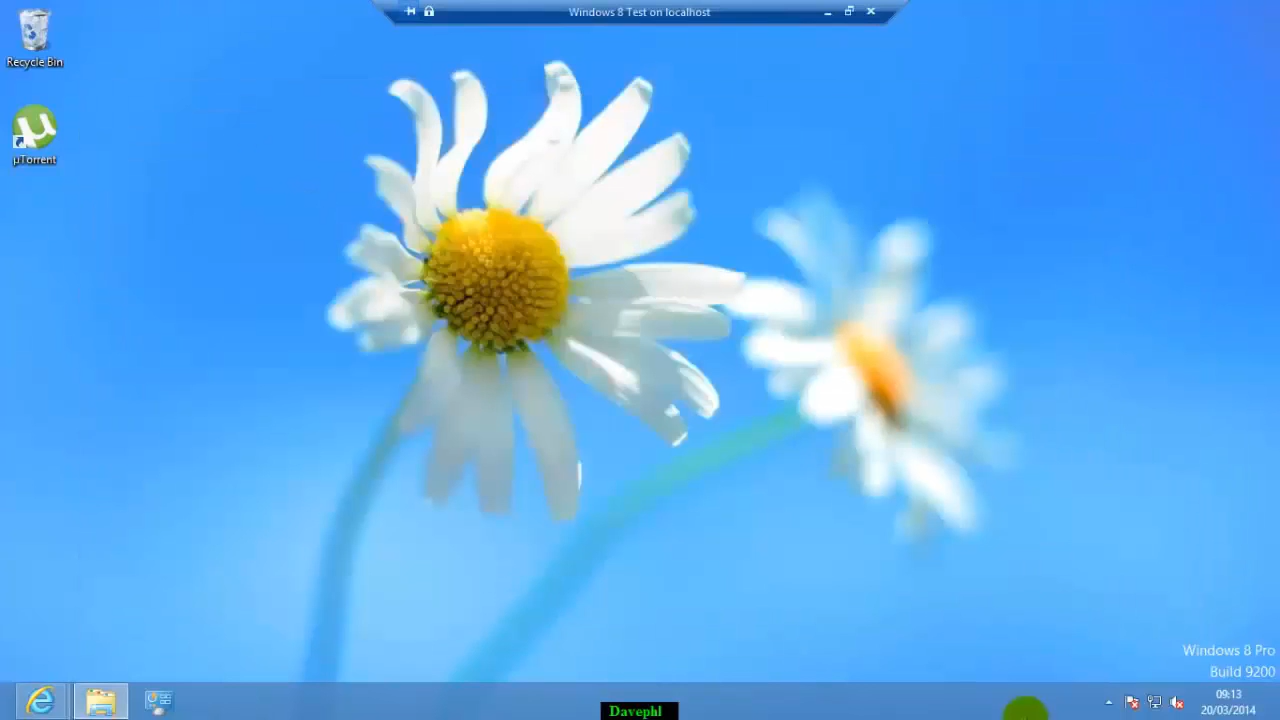 Windows 8 Test on localhost
Recycle Bin
µTorrent
Windows 8 Pro
Build 9200
09:13
20/03/2014
Davephl